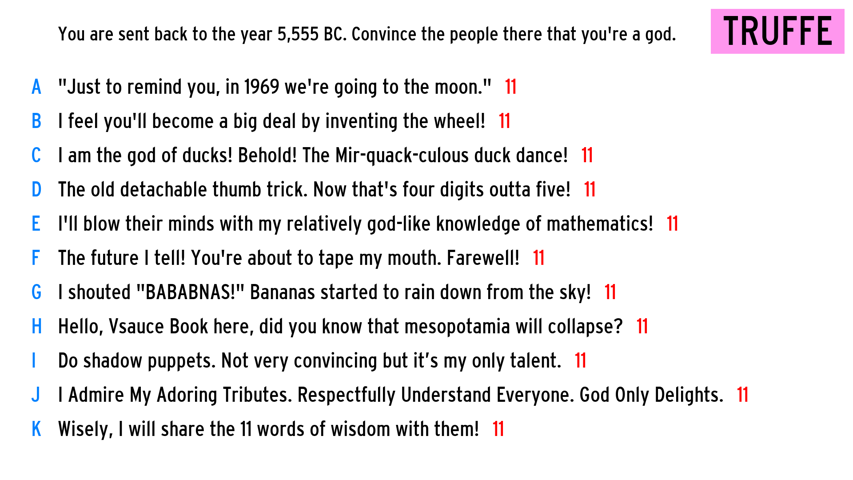 You are sent back to the year 5,555 BC. Convince the people there that you're a god.
TRUFFE
A "Just to remind you, in 1969 we're going to the moon." 11
B I feel you'll become a big deal by inventing the wheel! 11
C I am the god of ducks! Behold! The Mir-quack-culous duck dance! 11
D The old detachable thumb trick. Now that's four digits outta five! 11
E I'll blow their minds with my relatively god-like knowledge of mathematics! 11
F The future I tell! You're about to tape my mouth. Farewell! 11
G I shouted "BABABNAS!" Bananas started to rain down from the sky! 11
H Hello, Vsauce Book here, did you know that mesopotamia will collapse? 11
I Do shadow puppets. Not very convincing but it’s my only talent. 11
J I Admire My Adoring Tributes. Respectfully Understand Everyone. God Only Delights. 11
K Wisely, I will share the 11 words of wisdom with them! 11